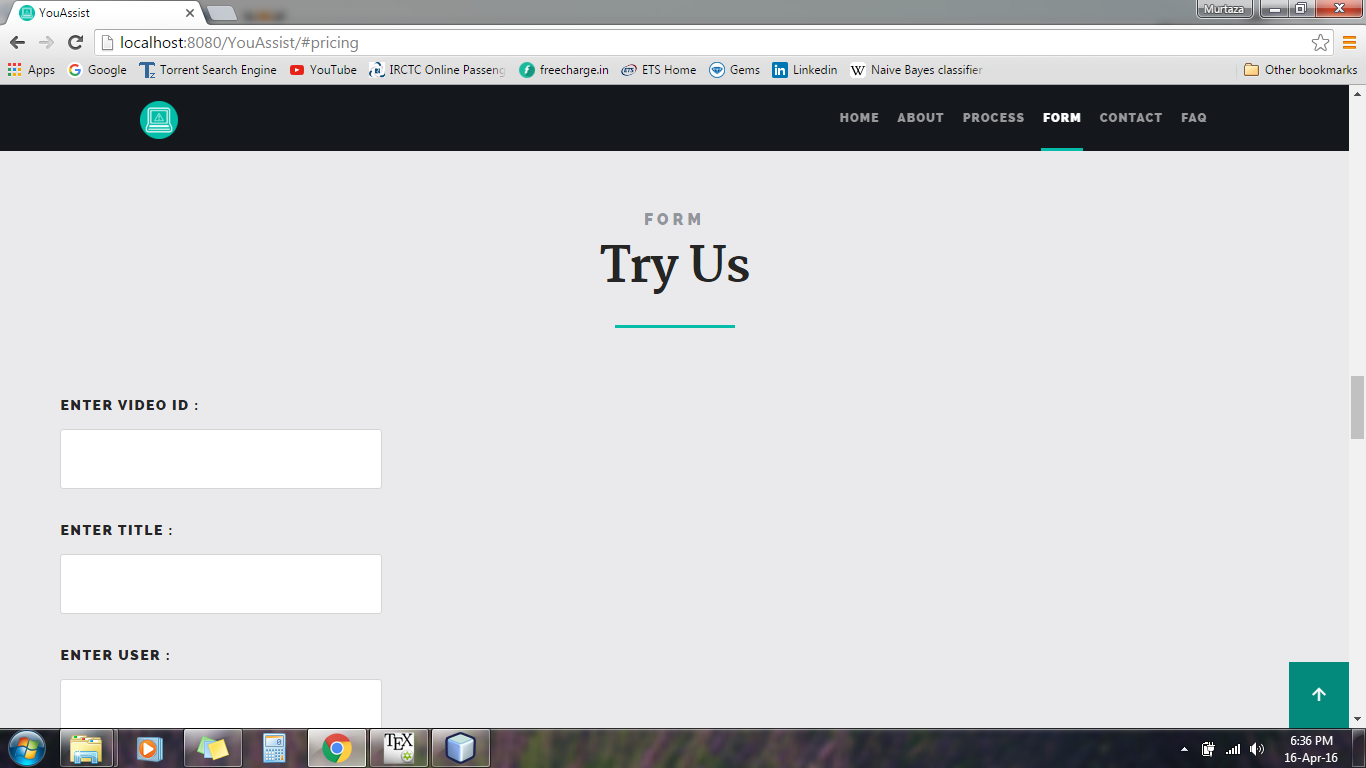 YouAssist
Murtaza
localhost:8080/YouAssist/#pricing
Apps Google Torrent Search Engine YouTube IRCTC Online Passeng freecharge.in ETS Home Gems Linkedin Naive Bayes classifier Other bookmarks
HOME ABOUT PROCESS FORM CONTACT FAQ
FORM
Try Us
ENTER VIDEO ID :
ENTER TITLE :
ENTER USER :
TEX
6:36 PM
16-Apr-16